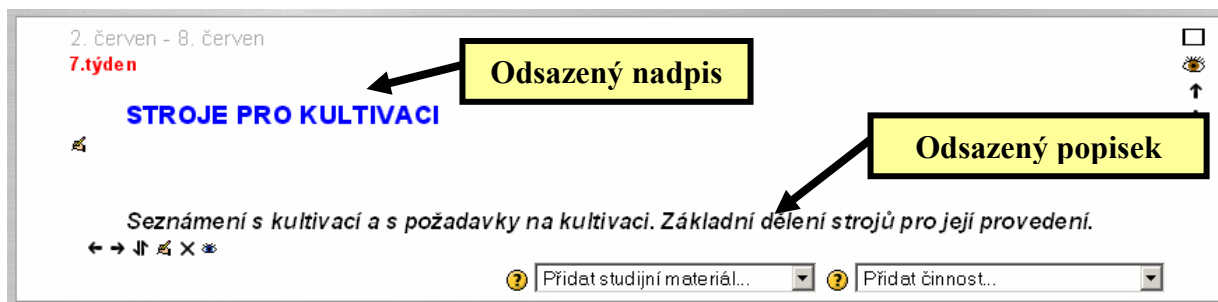 2. červen - 8. červen
7.týden
Odsazený nadpis
STROJE PRO KULTIVACI
Odsazený popisek
Seznámení s kultivací a s požadavky na kultivaci. Základní dělení strojů pro její provedení.
Přidat studijní materiál... Přidat činnost...